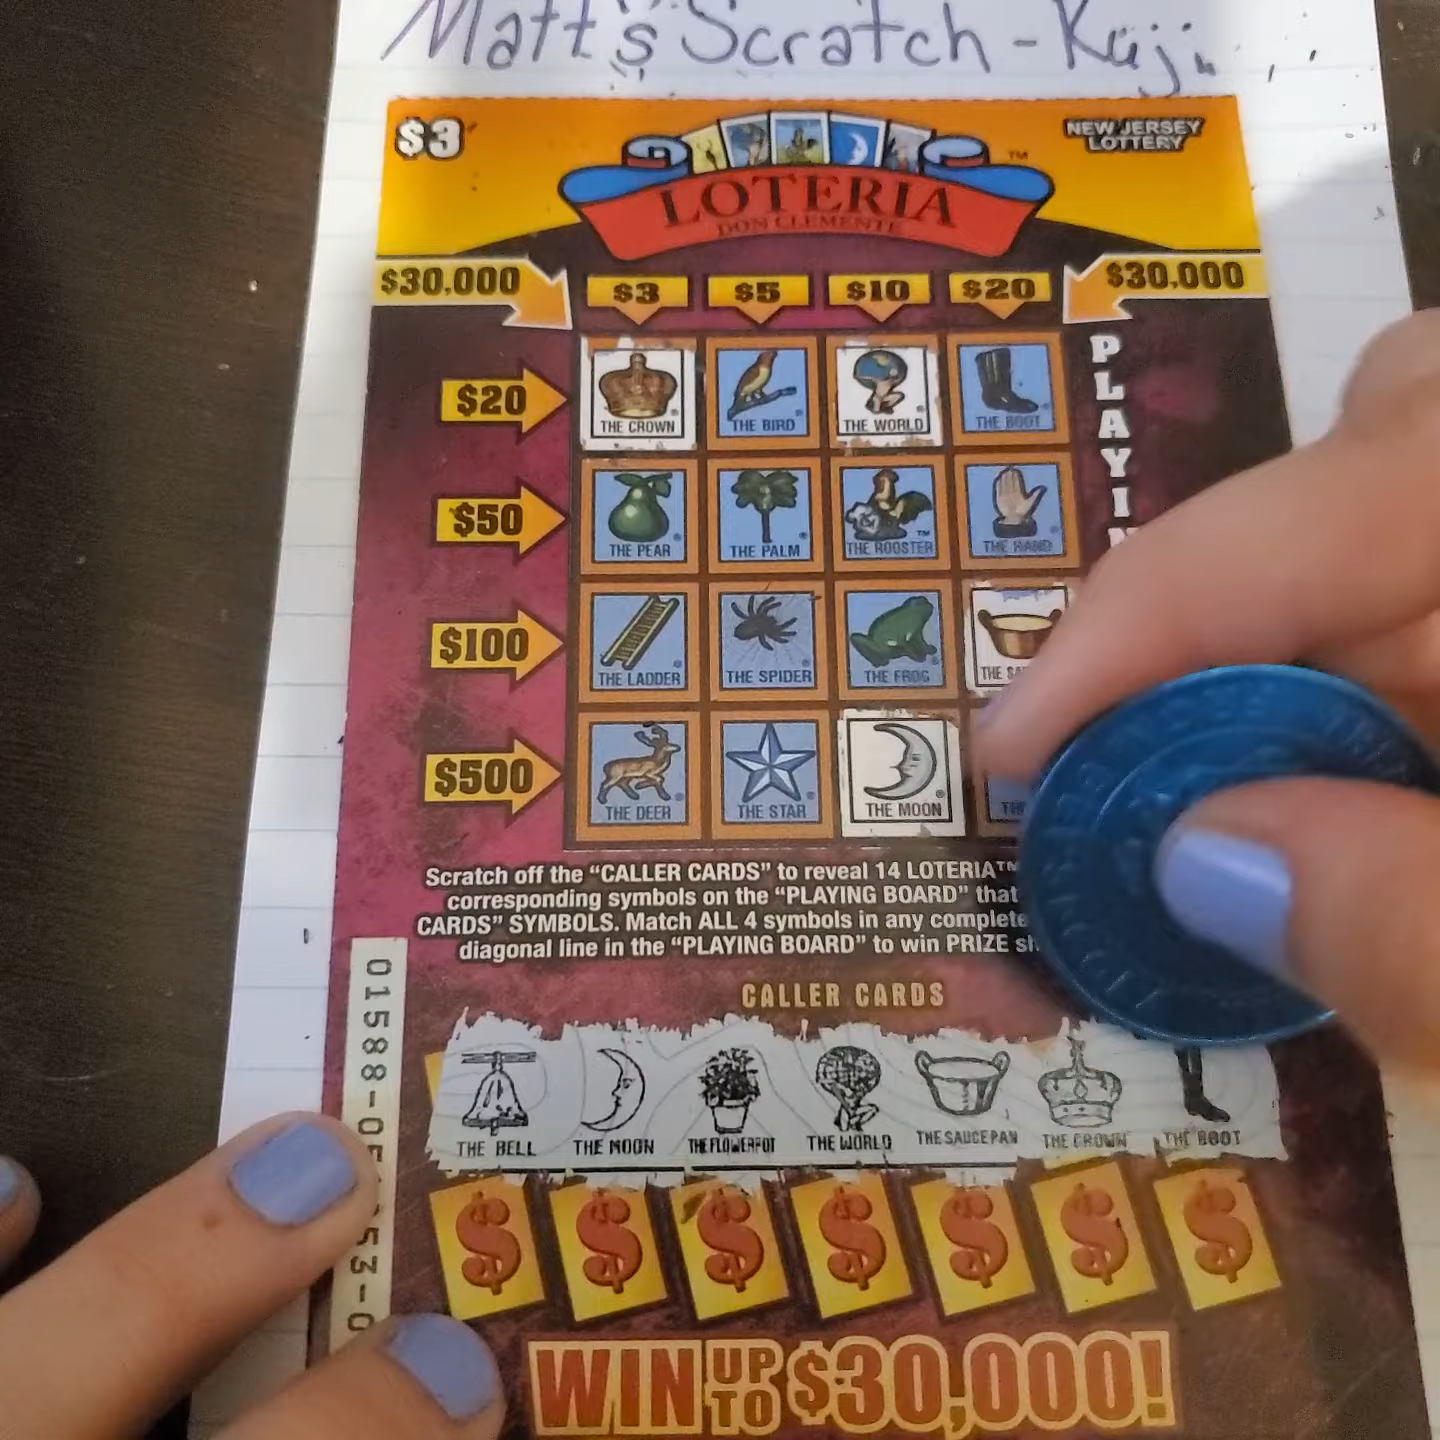 Matt's Scratch - Kuji
$3
NEW JERSEY
LOTTERY
LOTERIA™
DON CLEMENTE
$30,000 $3 $5 $10 $20 $30,000
PLAYIN
$20 THE CROWN THE BIRD THE WORLD THE BOOT
$50 THE PEAR THE PALM THE ROOSTER THE HAND
$100 THE LADDER THE SPIDER THE FROG THE
$500 THE DEER THE STAR THE MOON
Scratch off the “CALLER CARDS” to reveal 14 LOTERIA™
corresponding symbols on the “PLAYING BOARD” that
CARDS” SYMBOLS. Match ALL 4 symbols in any complete
diagonal line in the “PLAYING BOARD” to win PRIZE
CALLER CARDS
THE BELL THE MOON THE FLOWERPOT THE WORLD THE SAUCEPAN THE CROWN THE BOOT
$ $ $ $ $ $ $
WIN UP TO $30,000!